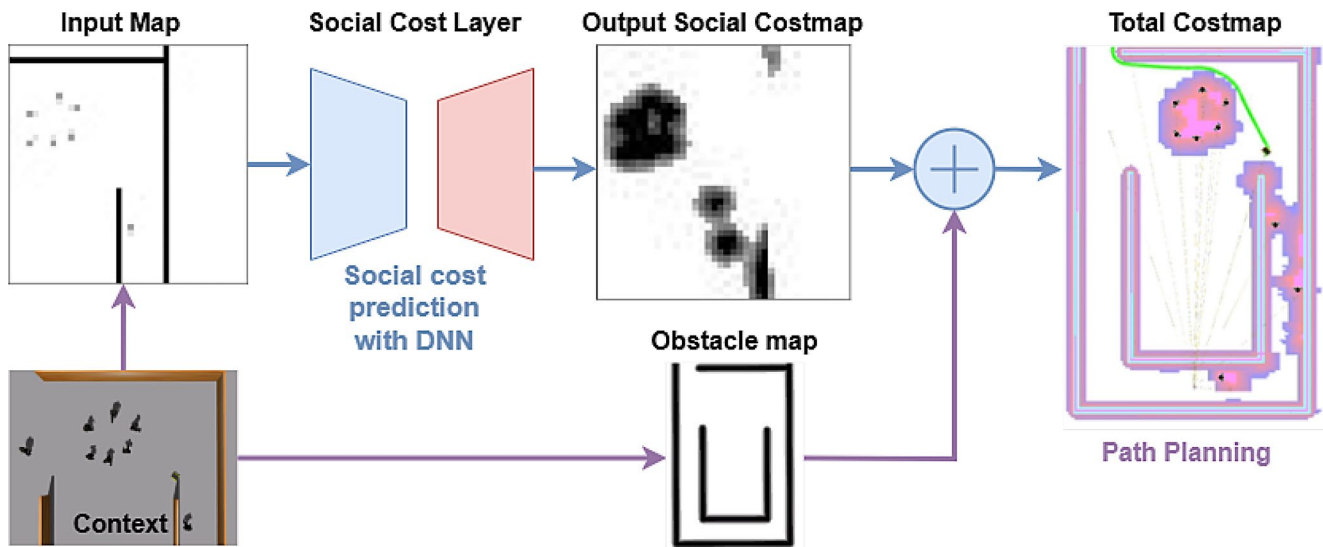 Input Map
Social Cost Layer
Output Social Costmap
Total Costmap
Social cost
prediction
with DNN
Obstacle map
Context
Path Planning